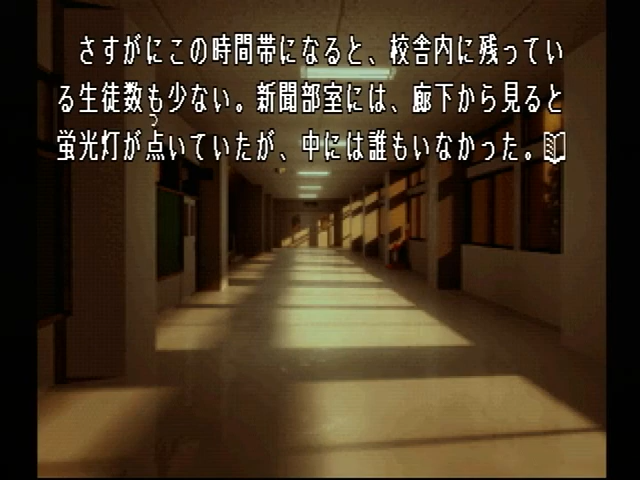 さすがにこの時間帯になると、校舎内に残ってい
る生徒数も少ない。新聞部室には、廊下から見ると
蛍光灯が点いていたが、中には誰もいなかった。